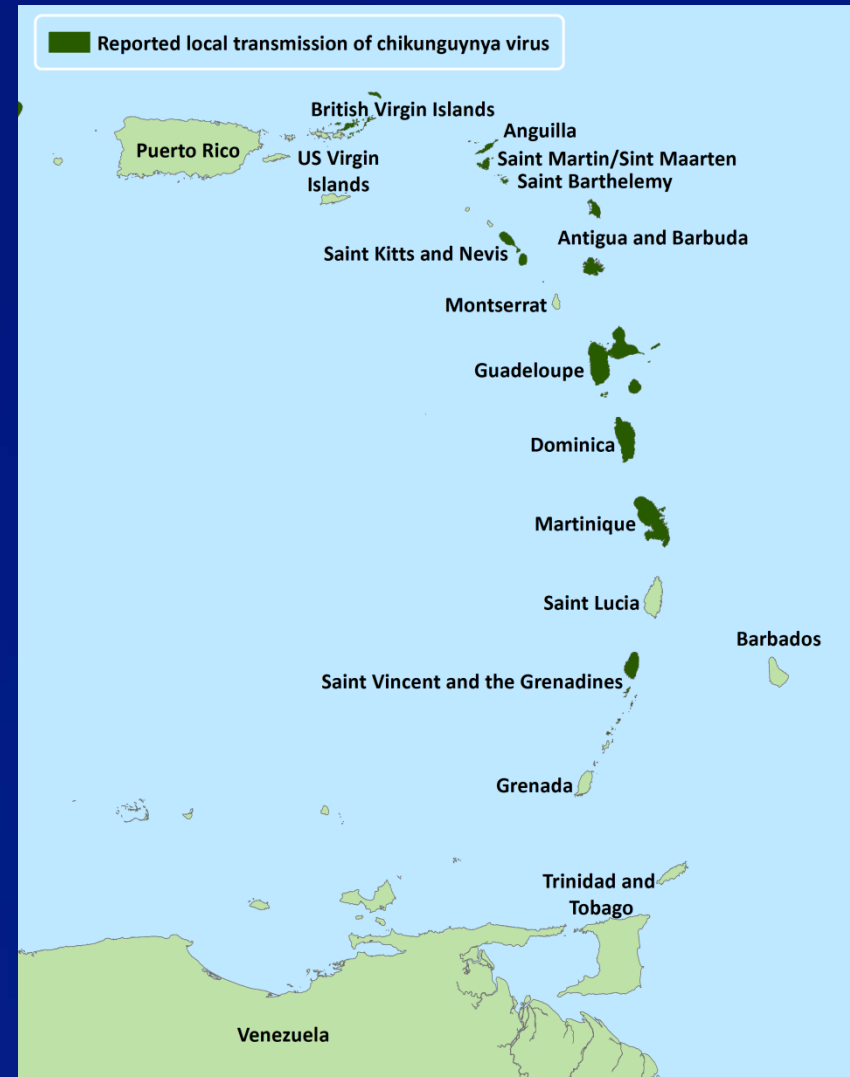 Reported local transmission of chikunguynya virus
British Virgin Islands
Anguilla
Puerto Rico
US Virgin
Islands
Saint Martin/Sint Maarten
Saint Barthelemy
Saint Kitts and Nevis
Antigua and Barbuda
Montserrat
Guadeloupe
Dominica
Martinique
Saint Lucia
Barbados
Saint Vincent and the Grenadines
Grenada
Trinidad and
Tobago
Venezuela